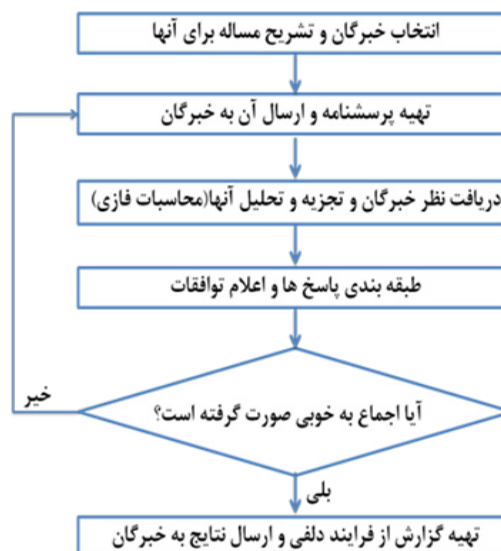 انتخاب خبرگان و تشریح مساله برای آنها
تهیه پرسشنامه و ارسال آن به خبرگان
دریافت نظر خبرگان و تجزیه و تحلیل آنها(محاسبات فازی)
طبقه بندی پاسخ ها و اعلام توافقات
آیا اجماع به خوبی صورت گرفته است؟
خیر
بلی
تهیه گزارش از فرایند دلفی و ارسال نتایج به خبرگان